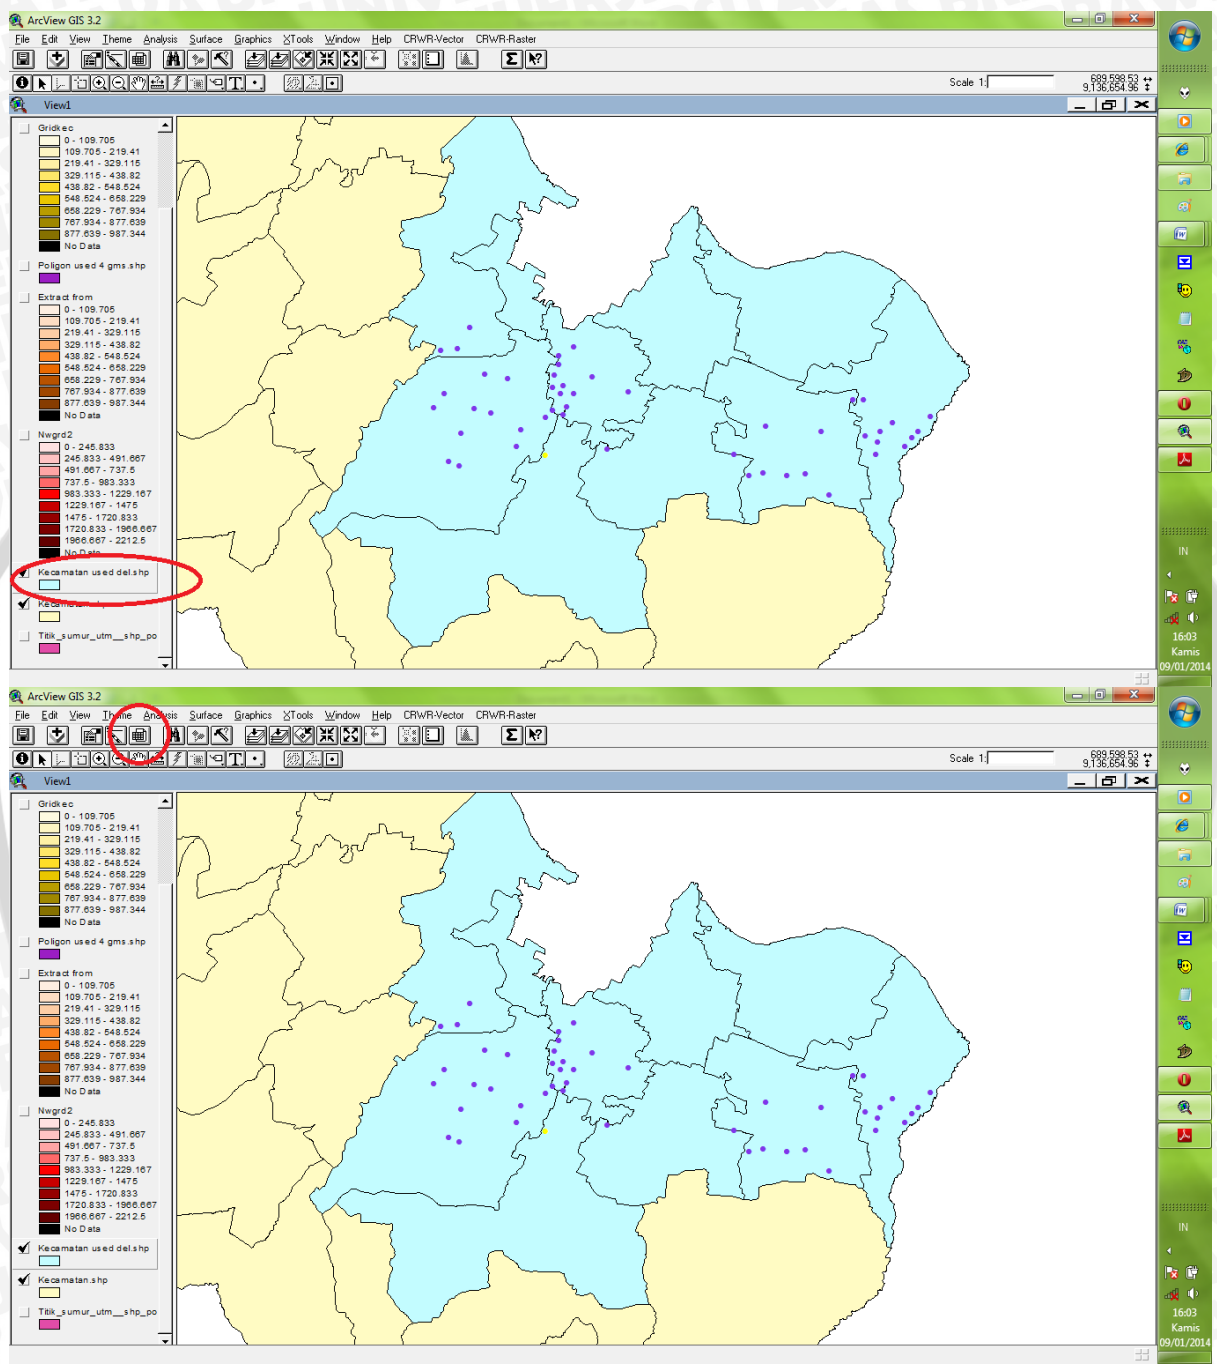 ArcView GIS 3.2
File Edit View Theme Analysis Surface Graphics XTools Window Help CRWR-Vector CRWR-Raster
Scale 1: 689,598.53
9,136,654.96
View1
Gridkec
0 - 109.705
109.705 - 219.41
219.41 - 329.115
329.115 - 438.82
438.82 - 548.524
548.524 - 658.229
658.229 - 767.934
767.934 - 877.639
877.639 - 987.344
No Data
Poligon used 4 gms.shp
Extract from
0 - 109.705
109.705 - 219.41
219.41 - 329.115
329.115 - 438.82
438.82 - 548.524
548.524 - 658.229
658.229 - 767.934
767.934 - 877.639
877.639 - 987.344
No Data
Nwgrd2
0 - 245.833
245.833 - 491.667
491.667 - 737.5
737.5 - 983.333
983.333 - 1229.167
1229.167 - 1475
1475 - 1720.833
1720.833 - 1966.667
1966.667 - 2212.5
No Data
Kecamatan used del.shp
Titik_sumur_utm__shp_po
IN
16:03
Kamis
09/01/2014
ArcView GIS 3.2
File Edit View Theme Analysis Surface Graphics XTools Window Help CRWR-Vector CRWR-Raster
Scale 1: 689,598.53
9,136,654.96
View1
Gridkec
0 - 109.705
109.705 - 219.41
219.41 - 329.115
329.115 - 438.82
438.82 - 548.524
548.524 - 658.229
658.229 - 767.934
767.934 - 877.639
877.639 - 987.344
No Data
Poligon used 4 gms.shp
Extract from
0 - 109.705
109.705 - 219.41
219.41 - 329.115
329.115 - 438.82
438.82 - 548.524
548.524 - 658.229
658.229 - 767.934
767.934 - 877.639
877.639 - 987.344
No Data
Nwgrd2
0 - 245.833
245.833 - 491.667
491.667 - 737.5
737.5 - 983.333
983.333 - 1229.167
1229.167 - 1475
1475 - 1720.833
1720.833 - 1966.667
1966.667 - 2212.5
No Data
Kecamatan used del.shp
Kecamatan.shp
Titik_sumur_utm__shp_po
IN
16:03
Kamis
09/01/2014